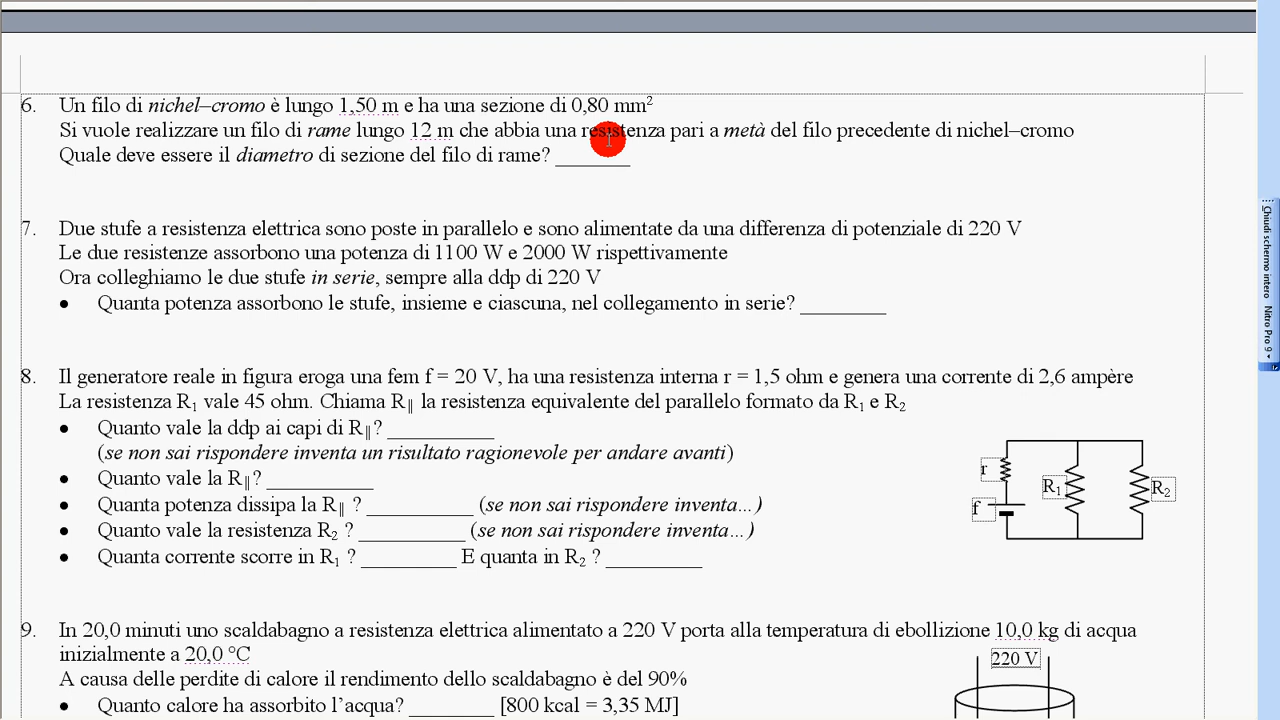 6. Un filo di nichel–cromo è lungo 1,50 m e ha una sezione di 0,80 mm²
Si vuole realizzare un filo di rame lungo 12 m che abbia una resistenza pari a metà del filo precedente di nichel–cromo
Quale deve essere il diametro di sezione del filo di rame? _______
7. Due stufe a resistenza elettrica sono poste in parallelo e sono alimentate da una differenza di potenziale di 220 V
Le due resistenze assorbono una potenza di 1100 W e 2000 W rispettivamente
Ora colleghiamo le due stufe in serie, sempre alla ddp di 220 V
• Quanta potenza assorbono le stufe, insieme e ciascuna, nel collegamento in serie? ________
8. Il generatore reale in figura eroga una fem f = 20 V, ha una resistenza interna r = 1,5 ohm e genera una corrente di 2,6 ampère
La resistenza R₁ vale 45 ohm. Chiama R∥ la resistenza equivalente del parallelo formato da R₁ e R₂
• Quanto vale la ddp ai capi di R∥? __________
(se non sai rispondere inventa un risultato ragionevole per andare avanti)
• Quanto vale la R∥? __________
• Quanta potenza dissipa la R∥ ? __________ (se non sai rispondere inventa…)
• Quanto vale la resistenza R₂ ? __________ (se non sai rispondere inventa…)
• Quanta corrente scorre in R₁ ? _________ E quanta in R₂ ? _________
r
R₁
R₂
f
9. In 20,0 minuti uno scaldabagno a resistenza elettrica alimentato a 220 V porta alla temperatura di ebollizione 10,0 kg di acqua
inizialmente a 20,0 °C
A causa delle perdite di calore il rendimento dello scaldabagno è del 90%
• Quanto calore ha assorbito l’acqua? ________ [800 kcal = 3,35 MJ]
220 V
Chiudi schermo intero
Nitro Pro 9